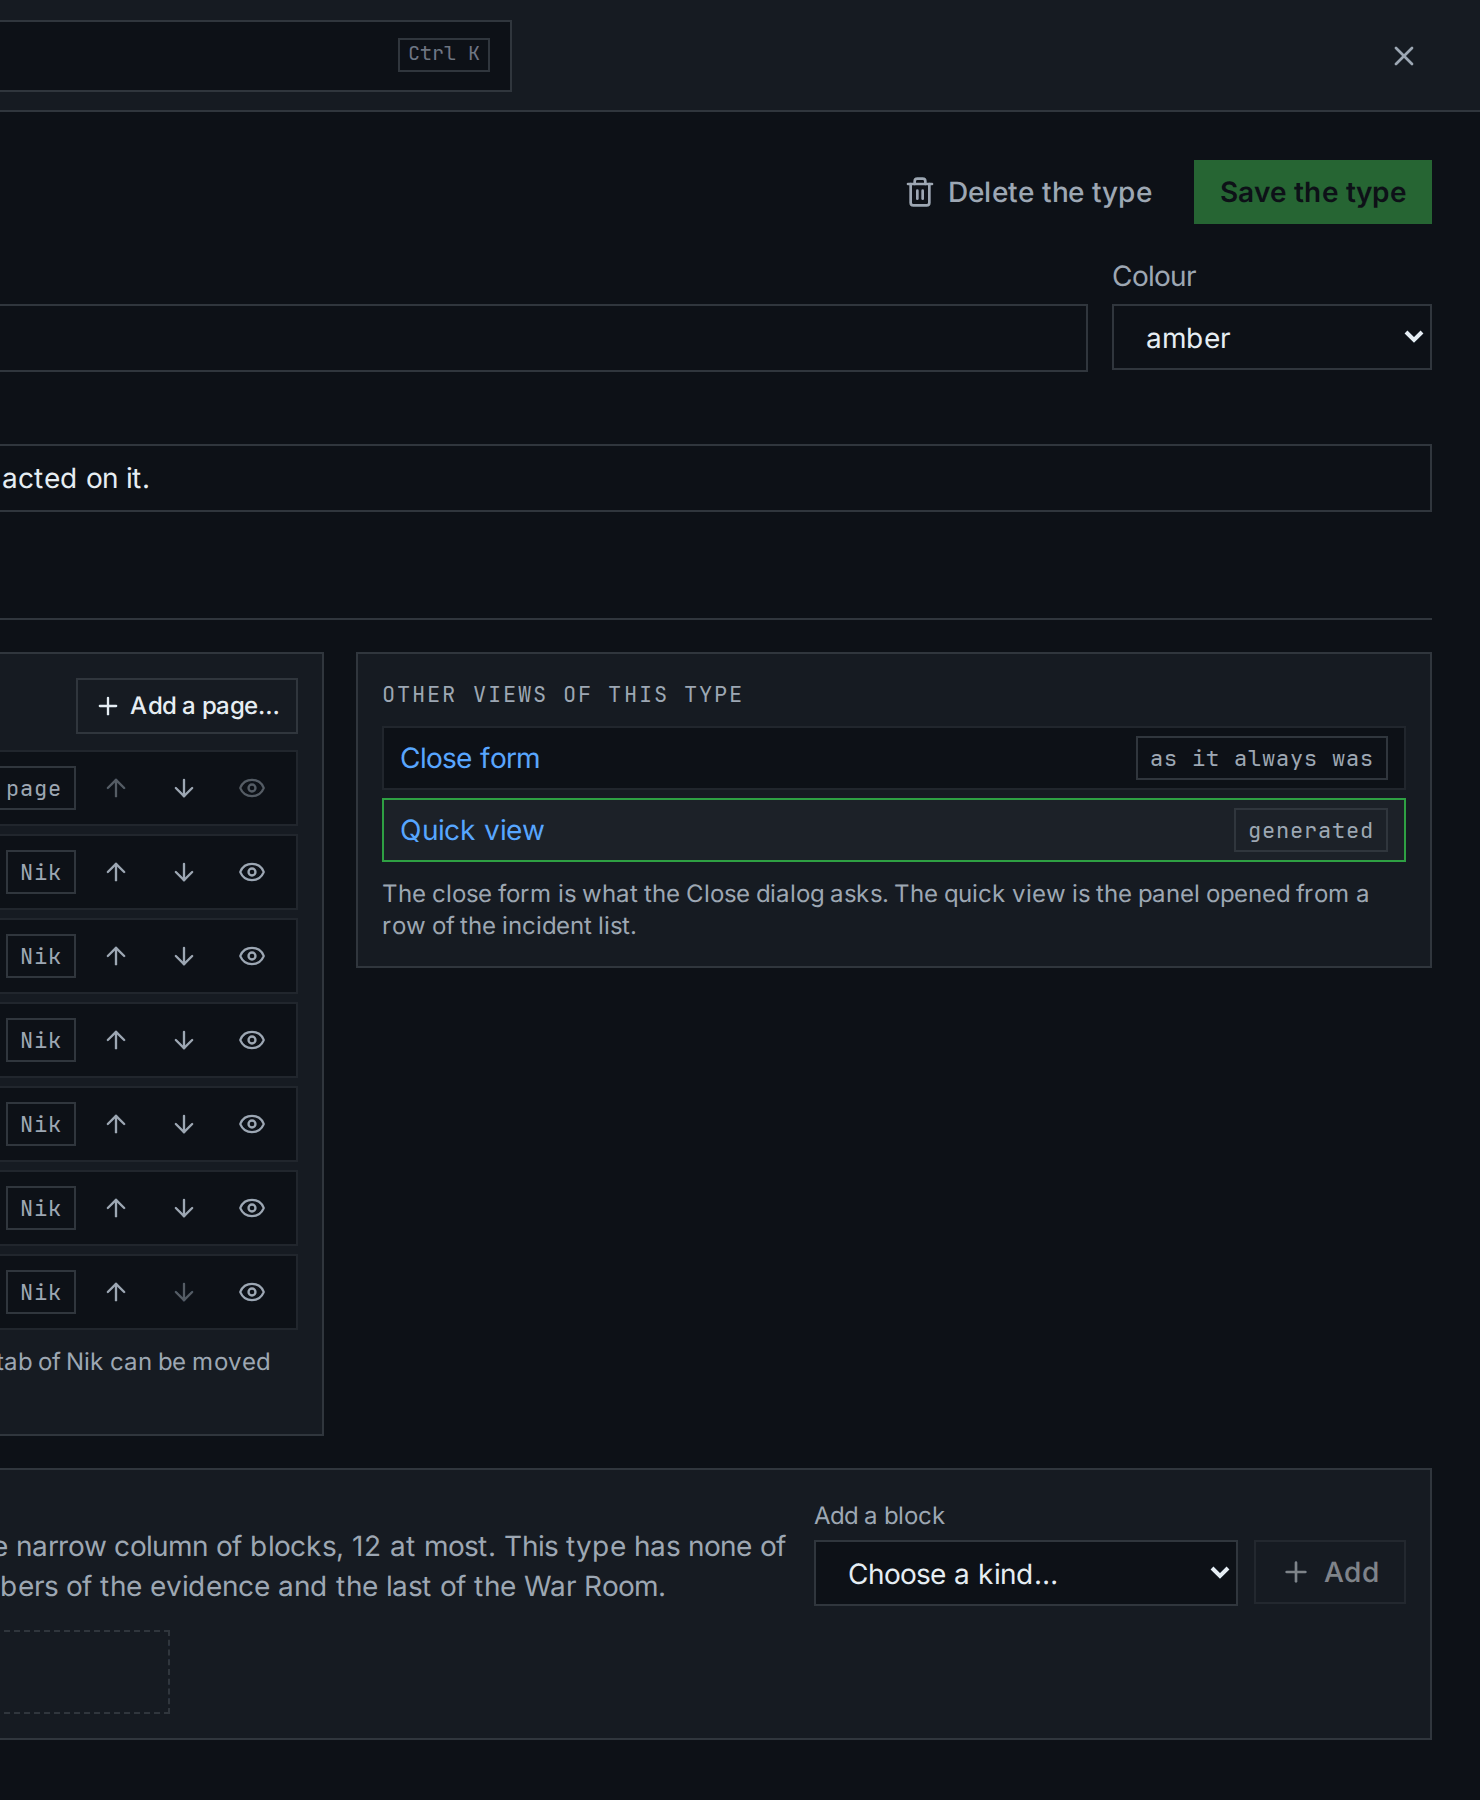 Ctrl K
Delete the type
Save the type
Colour
amber
acted on it.
Add a page...
page
Nik
Nik
Nik
Nik
Nik
Nik
tab of Nik can be moved
OTHER VIEWS OF THIS TYPE
Close form
as it always was
Quick view
generated
The close form is what the Close dialog asks. The quick view is the panel opened from a
row of the incident list.
narrow column of blocks, 12 at most. This type has none of
bers of the evidence and the last of the War Room.
Add a block
Choose a kind...
Add